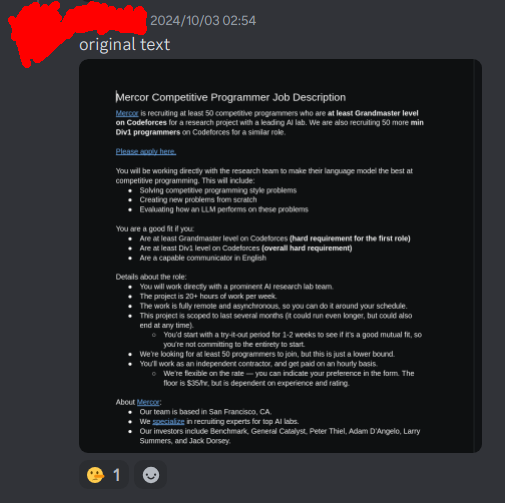 2024/10/03 02:54
original text
Mercor Competitive Programmer Job Description
Mercor is recruiting at least 50 competitive programmers who are at least Grandmaster level
on Codeforces for a research project with a leading AI lab. We are also recruiting 50 more min
Div1 programmers on Codeforces for a similar role.
Please apply here.
You will be working directly with the research team to make their language model the best at
competitive programming. This will include:
● Solving competitive programming style problems
● Creating new problems from scratch
● Evaluating how an LLM performs on these problems
You are a good fit if you:
● Are at least Grandmaster level on Codeforces (hard requirement for the first role)
● Are at least Div1 level on Codeforces (overall hard requirement)
● Are a capable communicator in English
Details about the role:
● You will work directly with a prominent AI research lab team.
● The project is 20+ hours of work per week.
● The work is fully remote and asynchronous, so you can do it around your schedule.
● This project is scoped to last several months (it could run even longer, but could also
end at any time).
○ You'd start with a try-it-out period for 1-2 weeks to see if it's a good mutual fit, so
you're not committing to the entirety to start.
● We're looking for at least 50 programmers to join, but this is just a lower bound.
● You'll work as an independent contractor, and get paid on an hourly basis.
○ We're flexible on the rate — you can indicate your preference in the form. The
floor is $35/hr, but is dependent on experience and rating.
About Mercor:
● Our team is based in San Francisco, CA.
● We specialize in recruiting experts for top AI labs.
● Our investors include Benchmark, General Catalyst, Peter Thiel, Adam D'Angelo, Larry
Summers, and Jack Dorsey.
1